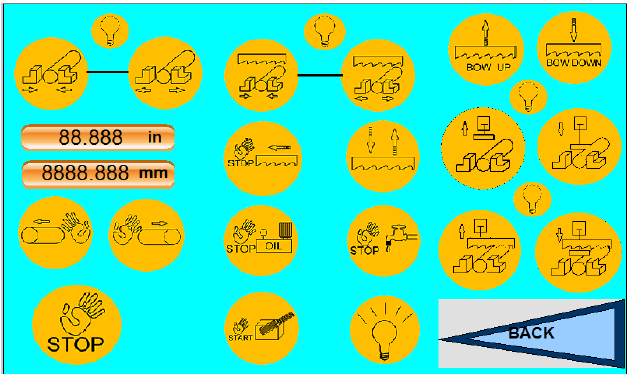 BOW UP
BOW DOWN
88.888 in
8888.888 mm
STOP
STOP
OIL
STOP
STOP
START
BACK